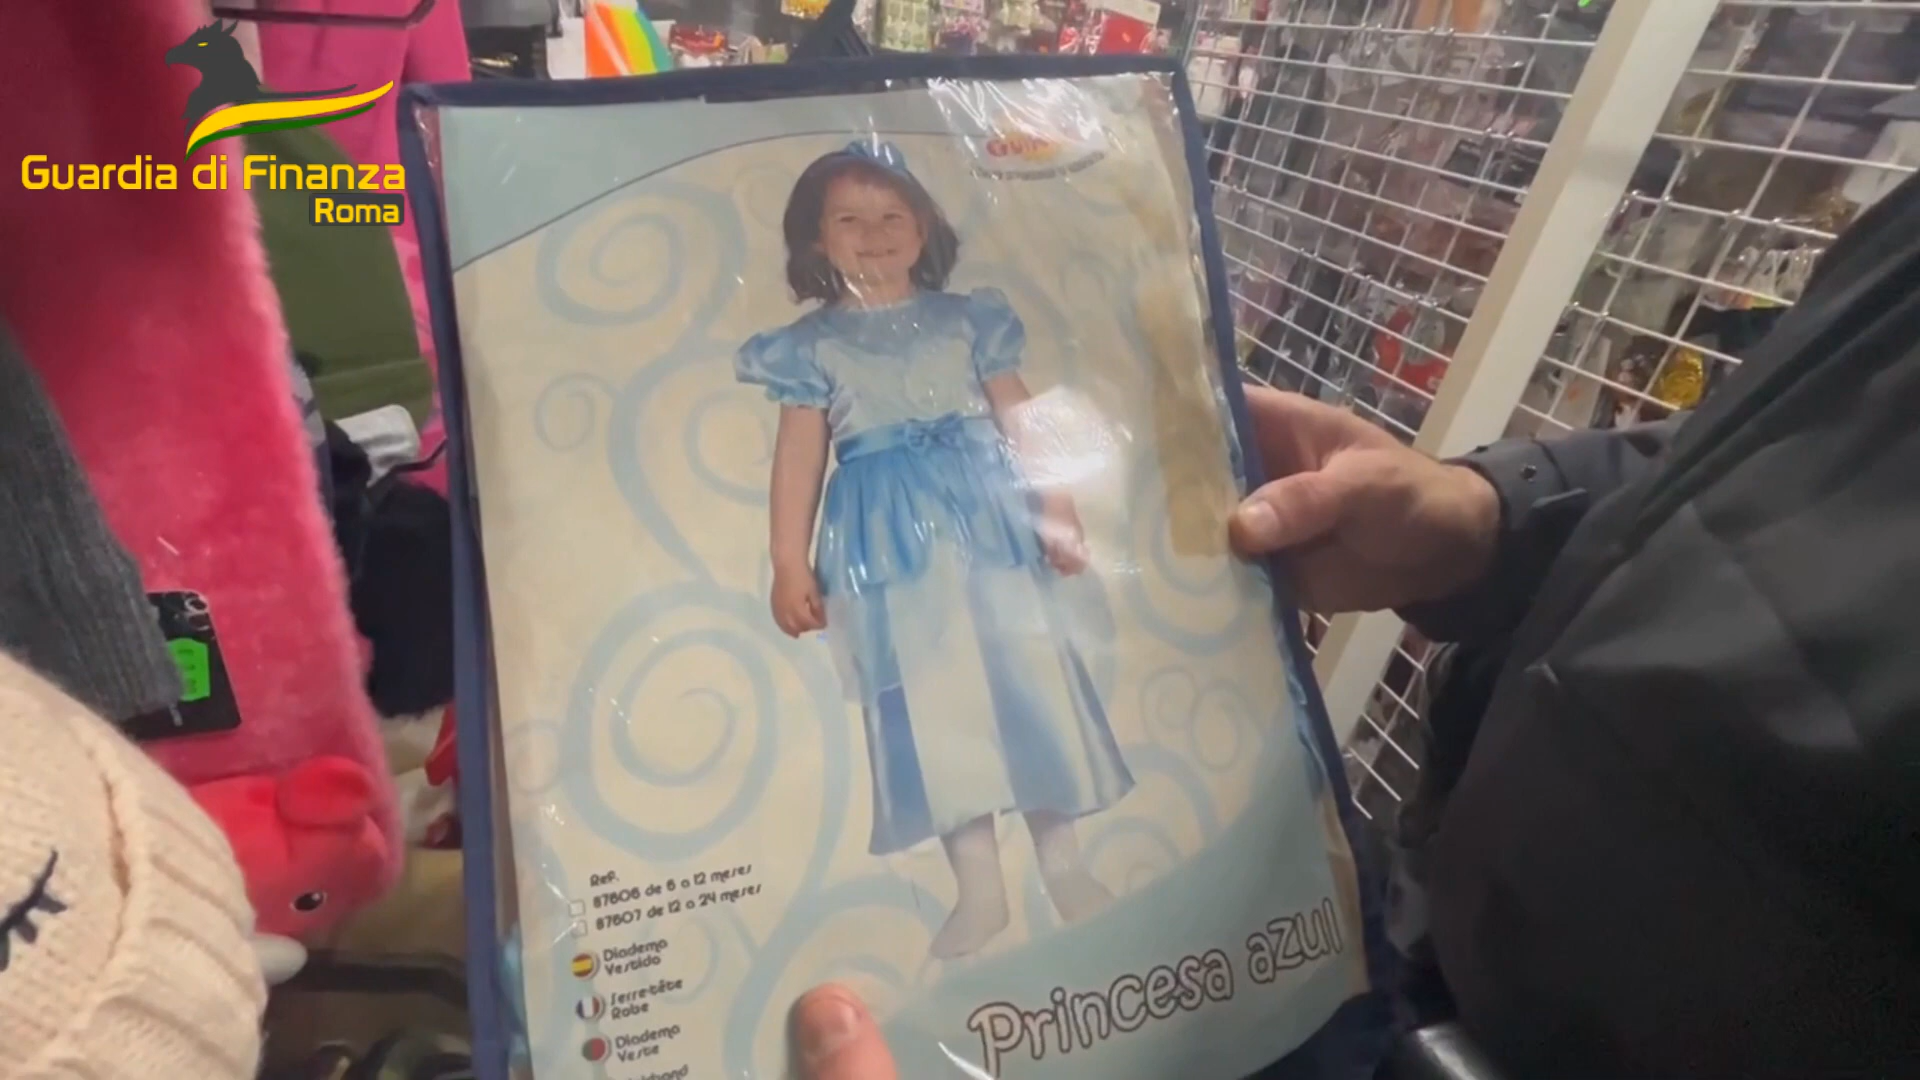 Guardia di Finanza
Roma
Ref.
87606 de 6 a 12 meses
87607 de 12 a 24 meses
Diadema
Vestido
Serre-tête
Robe
Diadema
Veste
Princesa azul